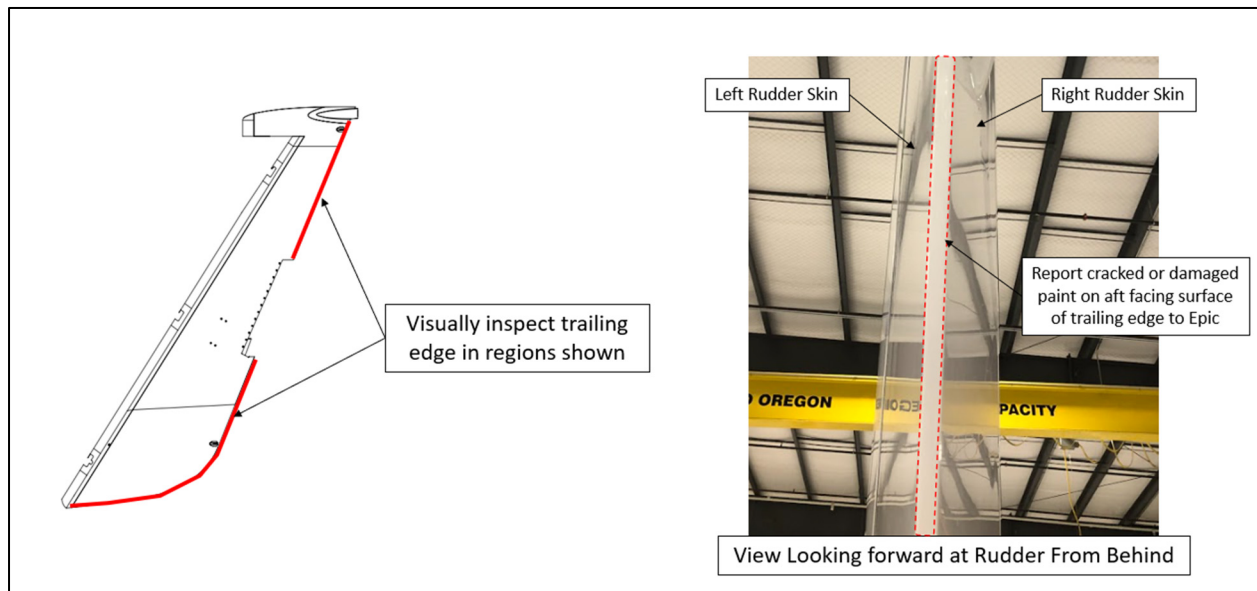 Left Rudder Skin
Right Rudder Skin
Visually inspect trailing
edge in regions shown
Report cracked or damaged
paint on aft facing surface
of trailing edge to Epic
OREGON
PACITY
View Looking forward at Rudder From Behind